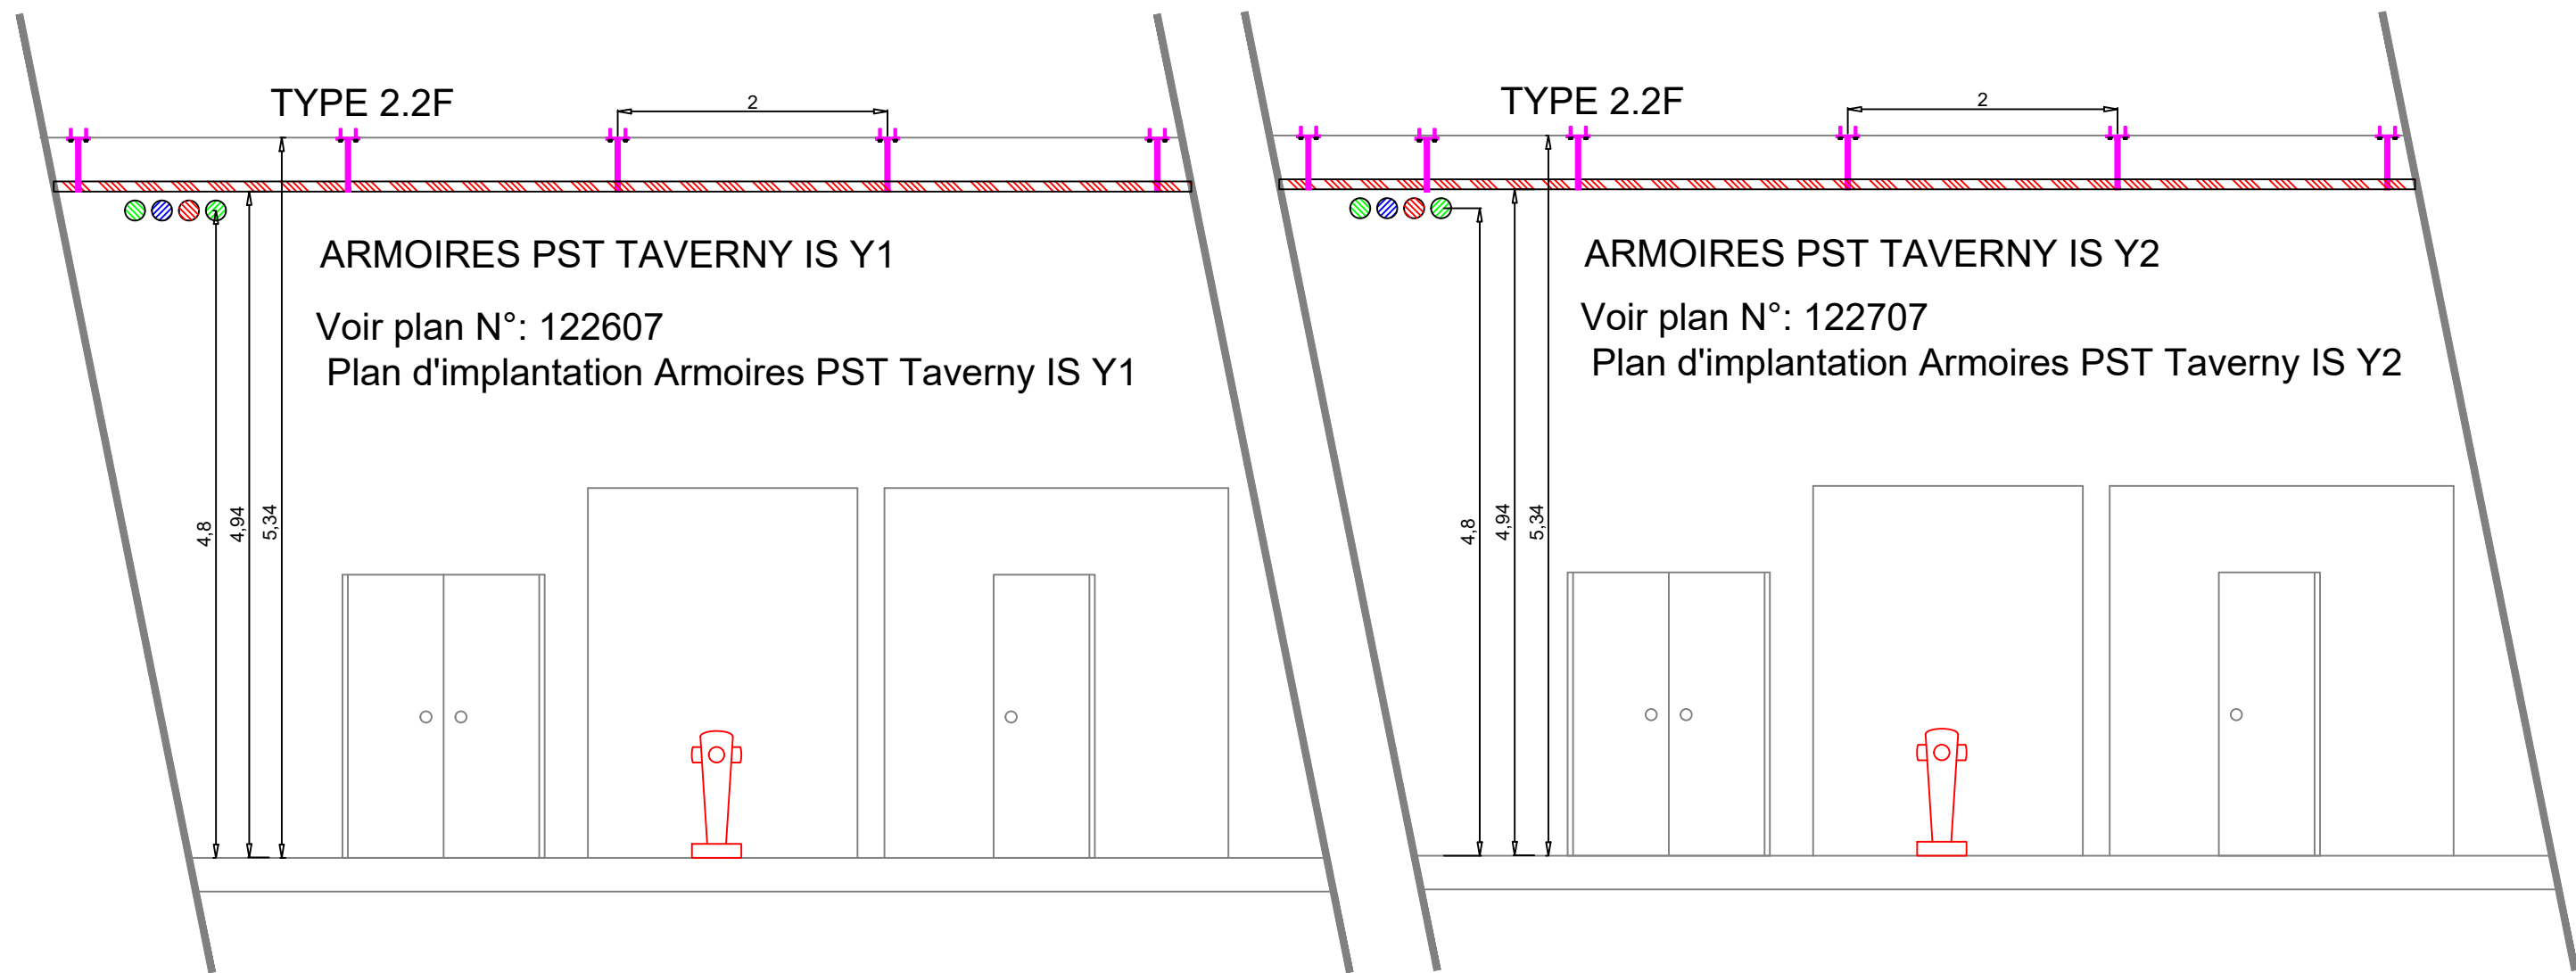 TYPE 2.2F
2
ARMOIRES PST TAVERNY IS Y1
Voir plan N°: 122607
Plan d'implantation Armoires PST Taverny IS Y1
4,8
4,94
5,34
TYPE 2.2F
2
ARMOIRES PST TAVERNY IS Y2
Voir plan N°: 122707
Plan d'implantation Armoires PST Taverny IS Y2
4,8
4,94
5,34